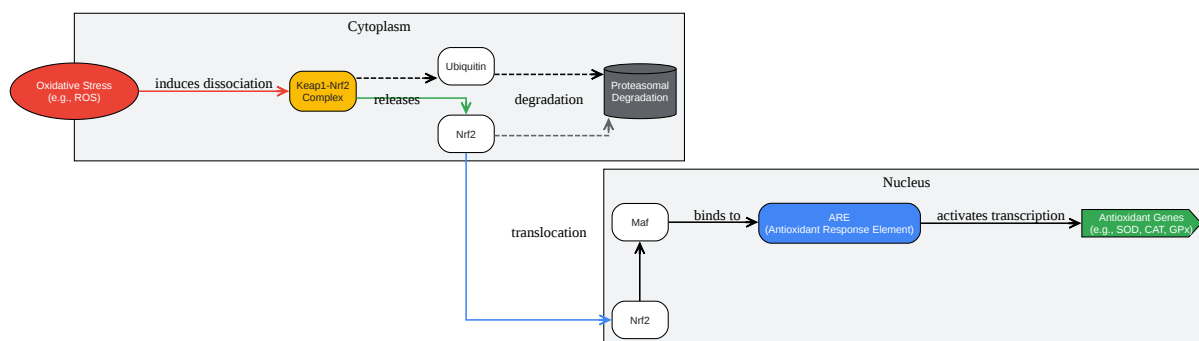 Cytoplasm
Oxidative Stress
(e.g., ROS)
induces dissociation
Keap1-Nrf2
Complex
releases
Ubiquitin
Nrf2
degradation
Proteasomal
Degradation
translocation
Nucleus
Maf
binds to
ARE
(Antioxidant Response Element)
activates transcription
Antioxidant Genes
(e.g., SOD, CAT, GPx)
Nrf2